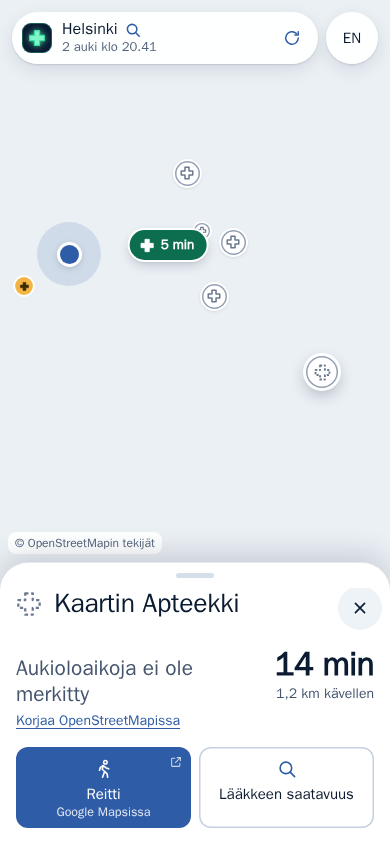 Helsinki
2 auki klo 20.41
EN
5 min
© OpenStreetMapin tekijät
Kaartin Apteekki
Aukioloaikoja ei ole
merkitty
14 min
1,2 km kävellen
Korjaa OpenStreetMapissa
Reitti
Google Mapsissa
Lääkkeen saatavuus